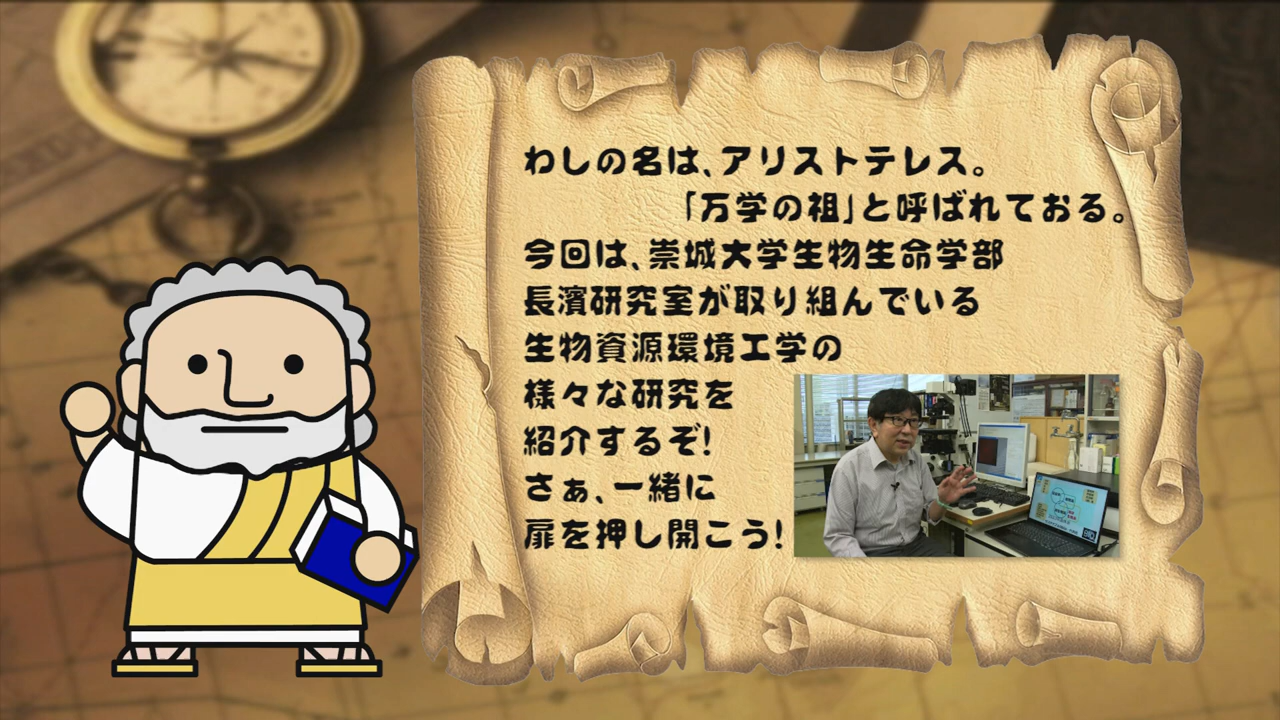 わしの名は、アリストテレス。
「万学の祖」と呼ばれておる。
今回は、崇城大学生物生命学部
長濱研究室が取り組んでいる
生物資源環境工学の
様々な研究を
紹介するぞ!
さぁ、一緒に
扉を押し開こう!